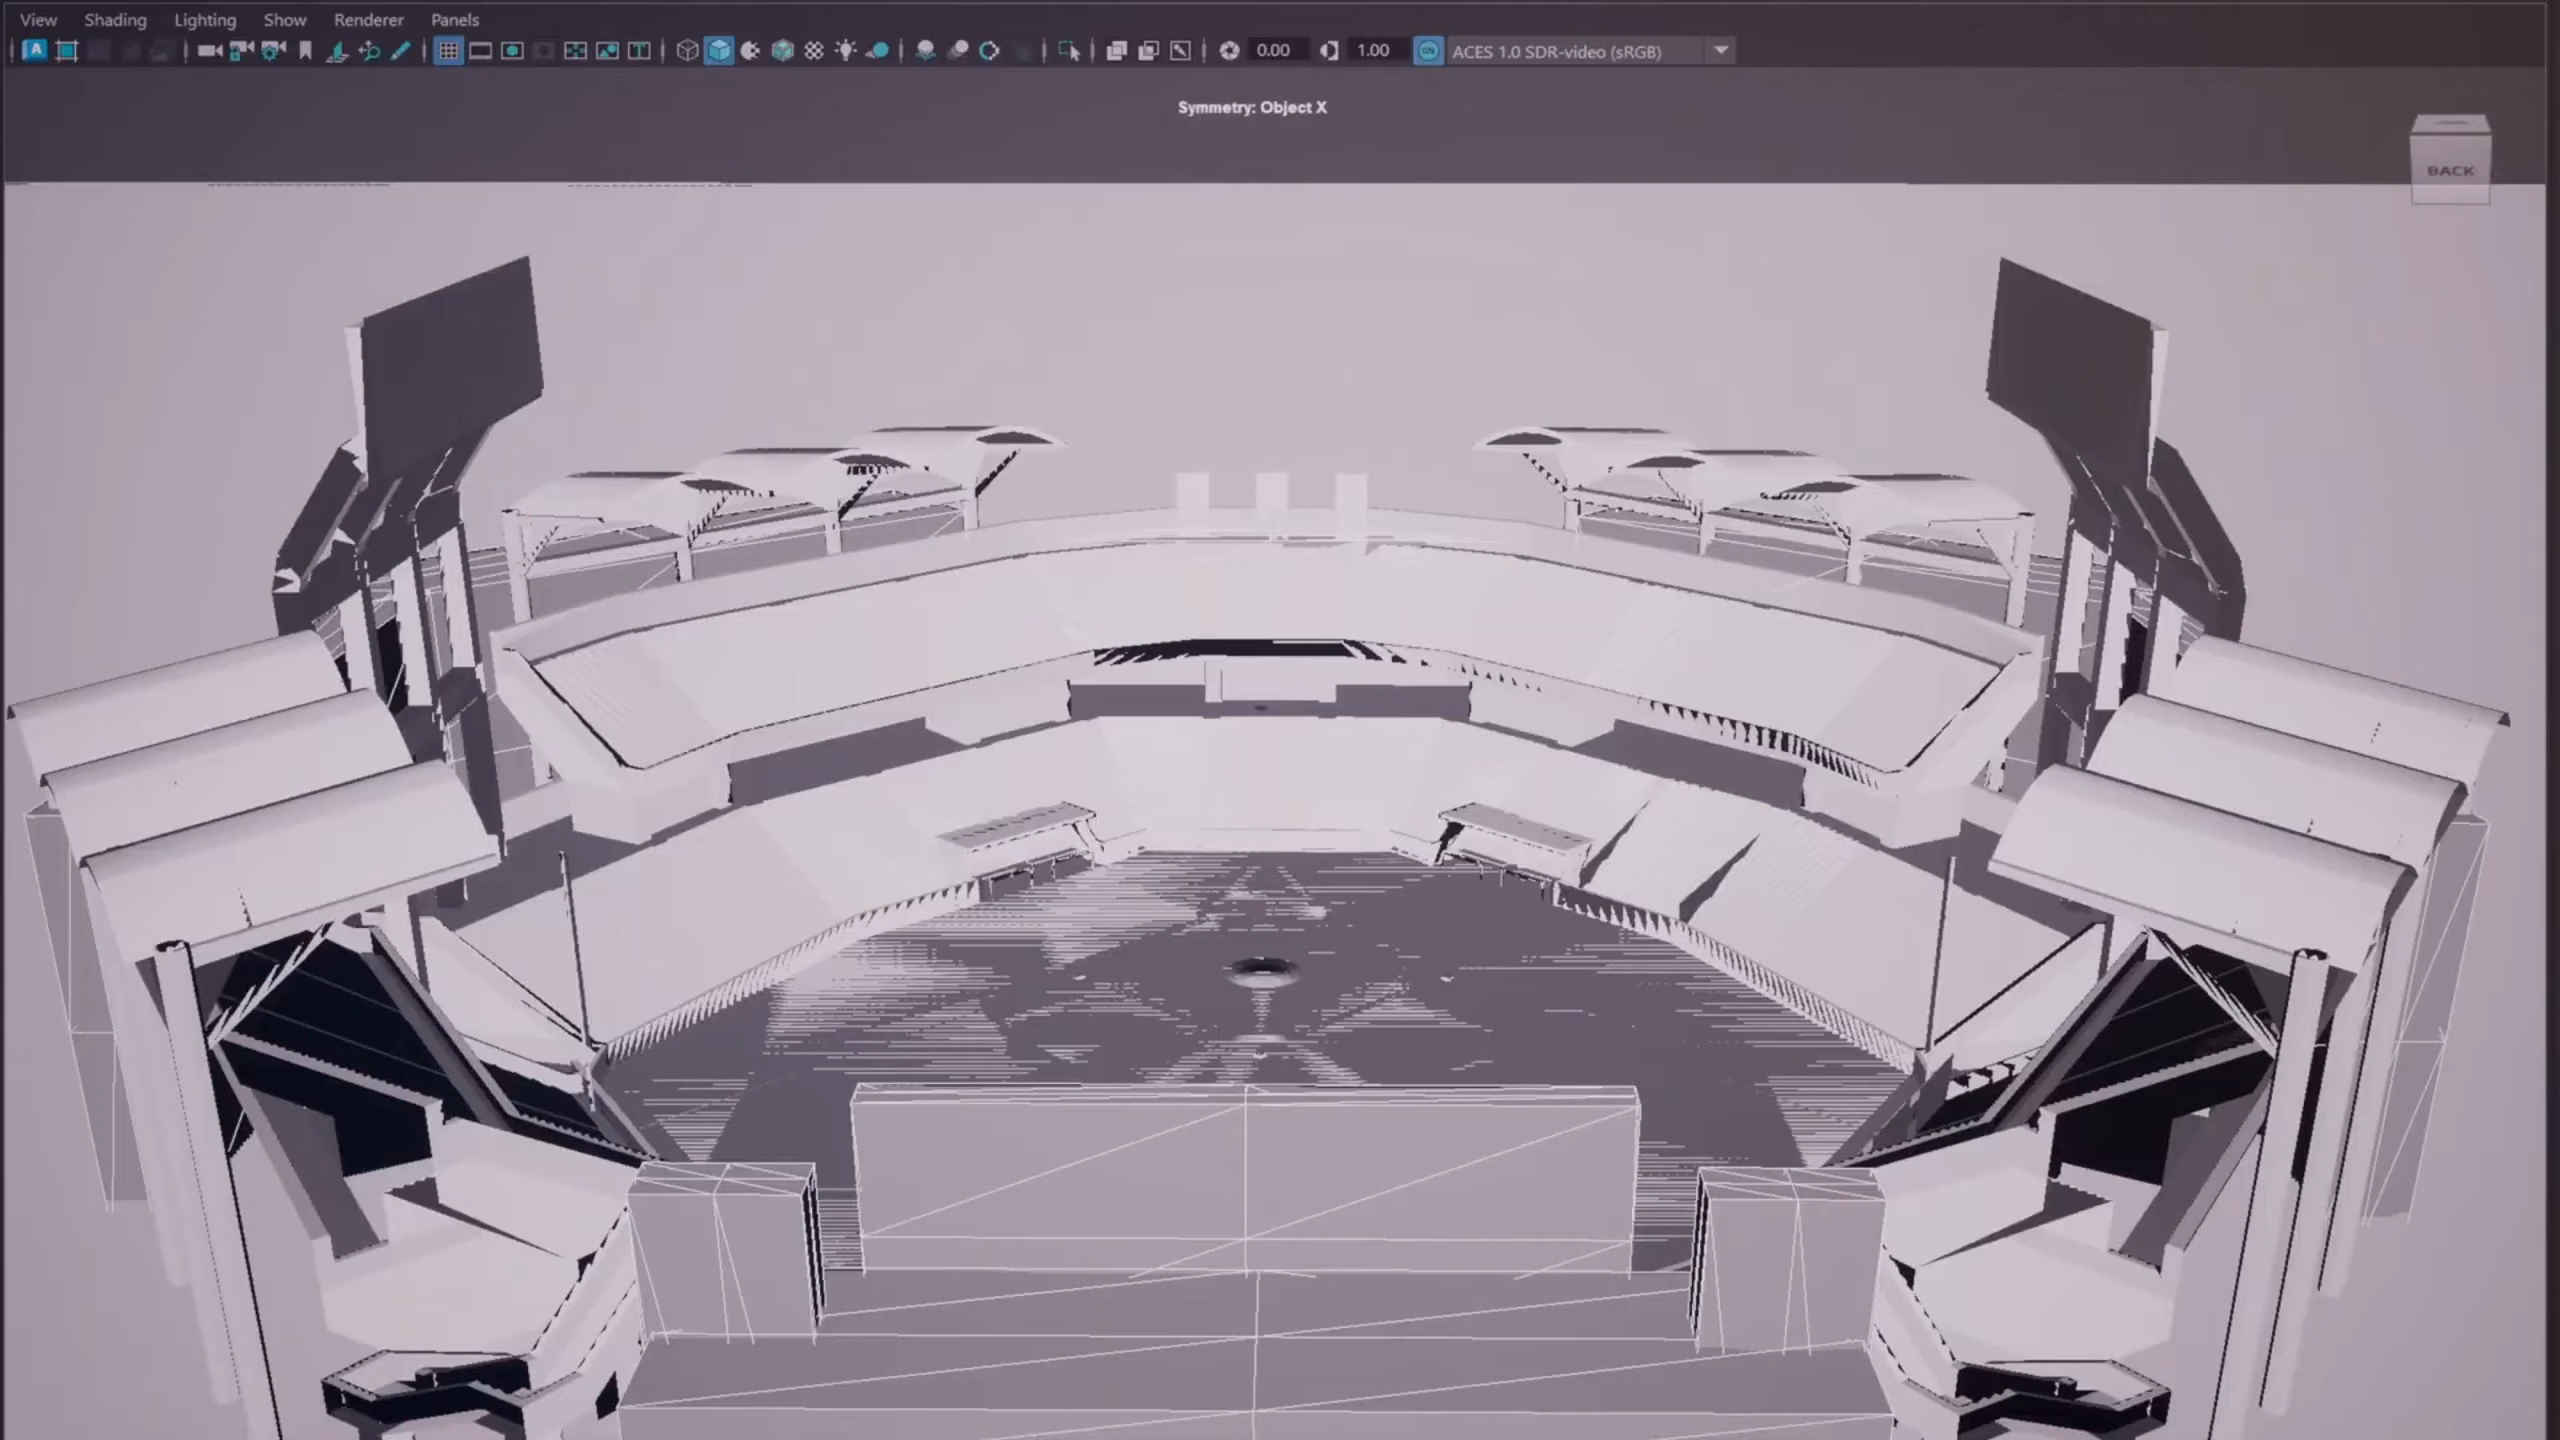 View Shading Lighting Show Renderer Panels
A 0.00 1.00 ON ACES 1.0 SDR-video (sRGB)
Symmetry: Object X
BACK